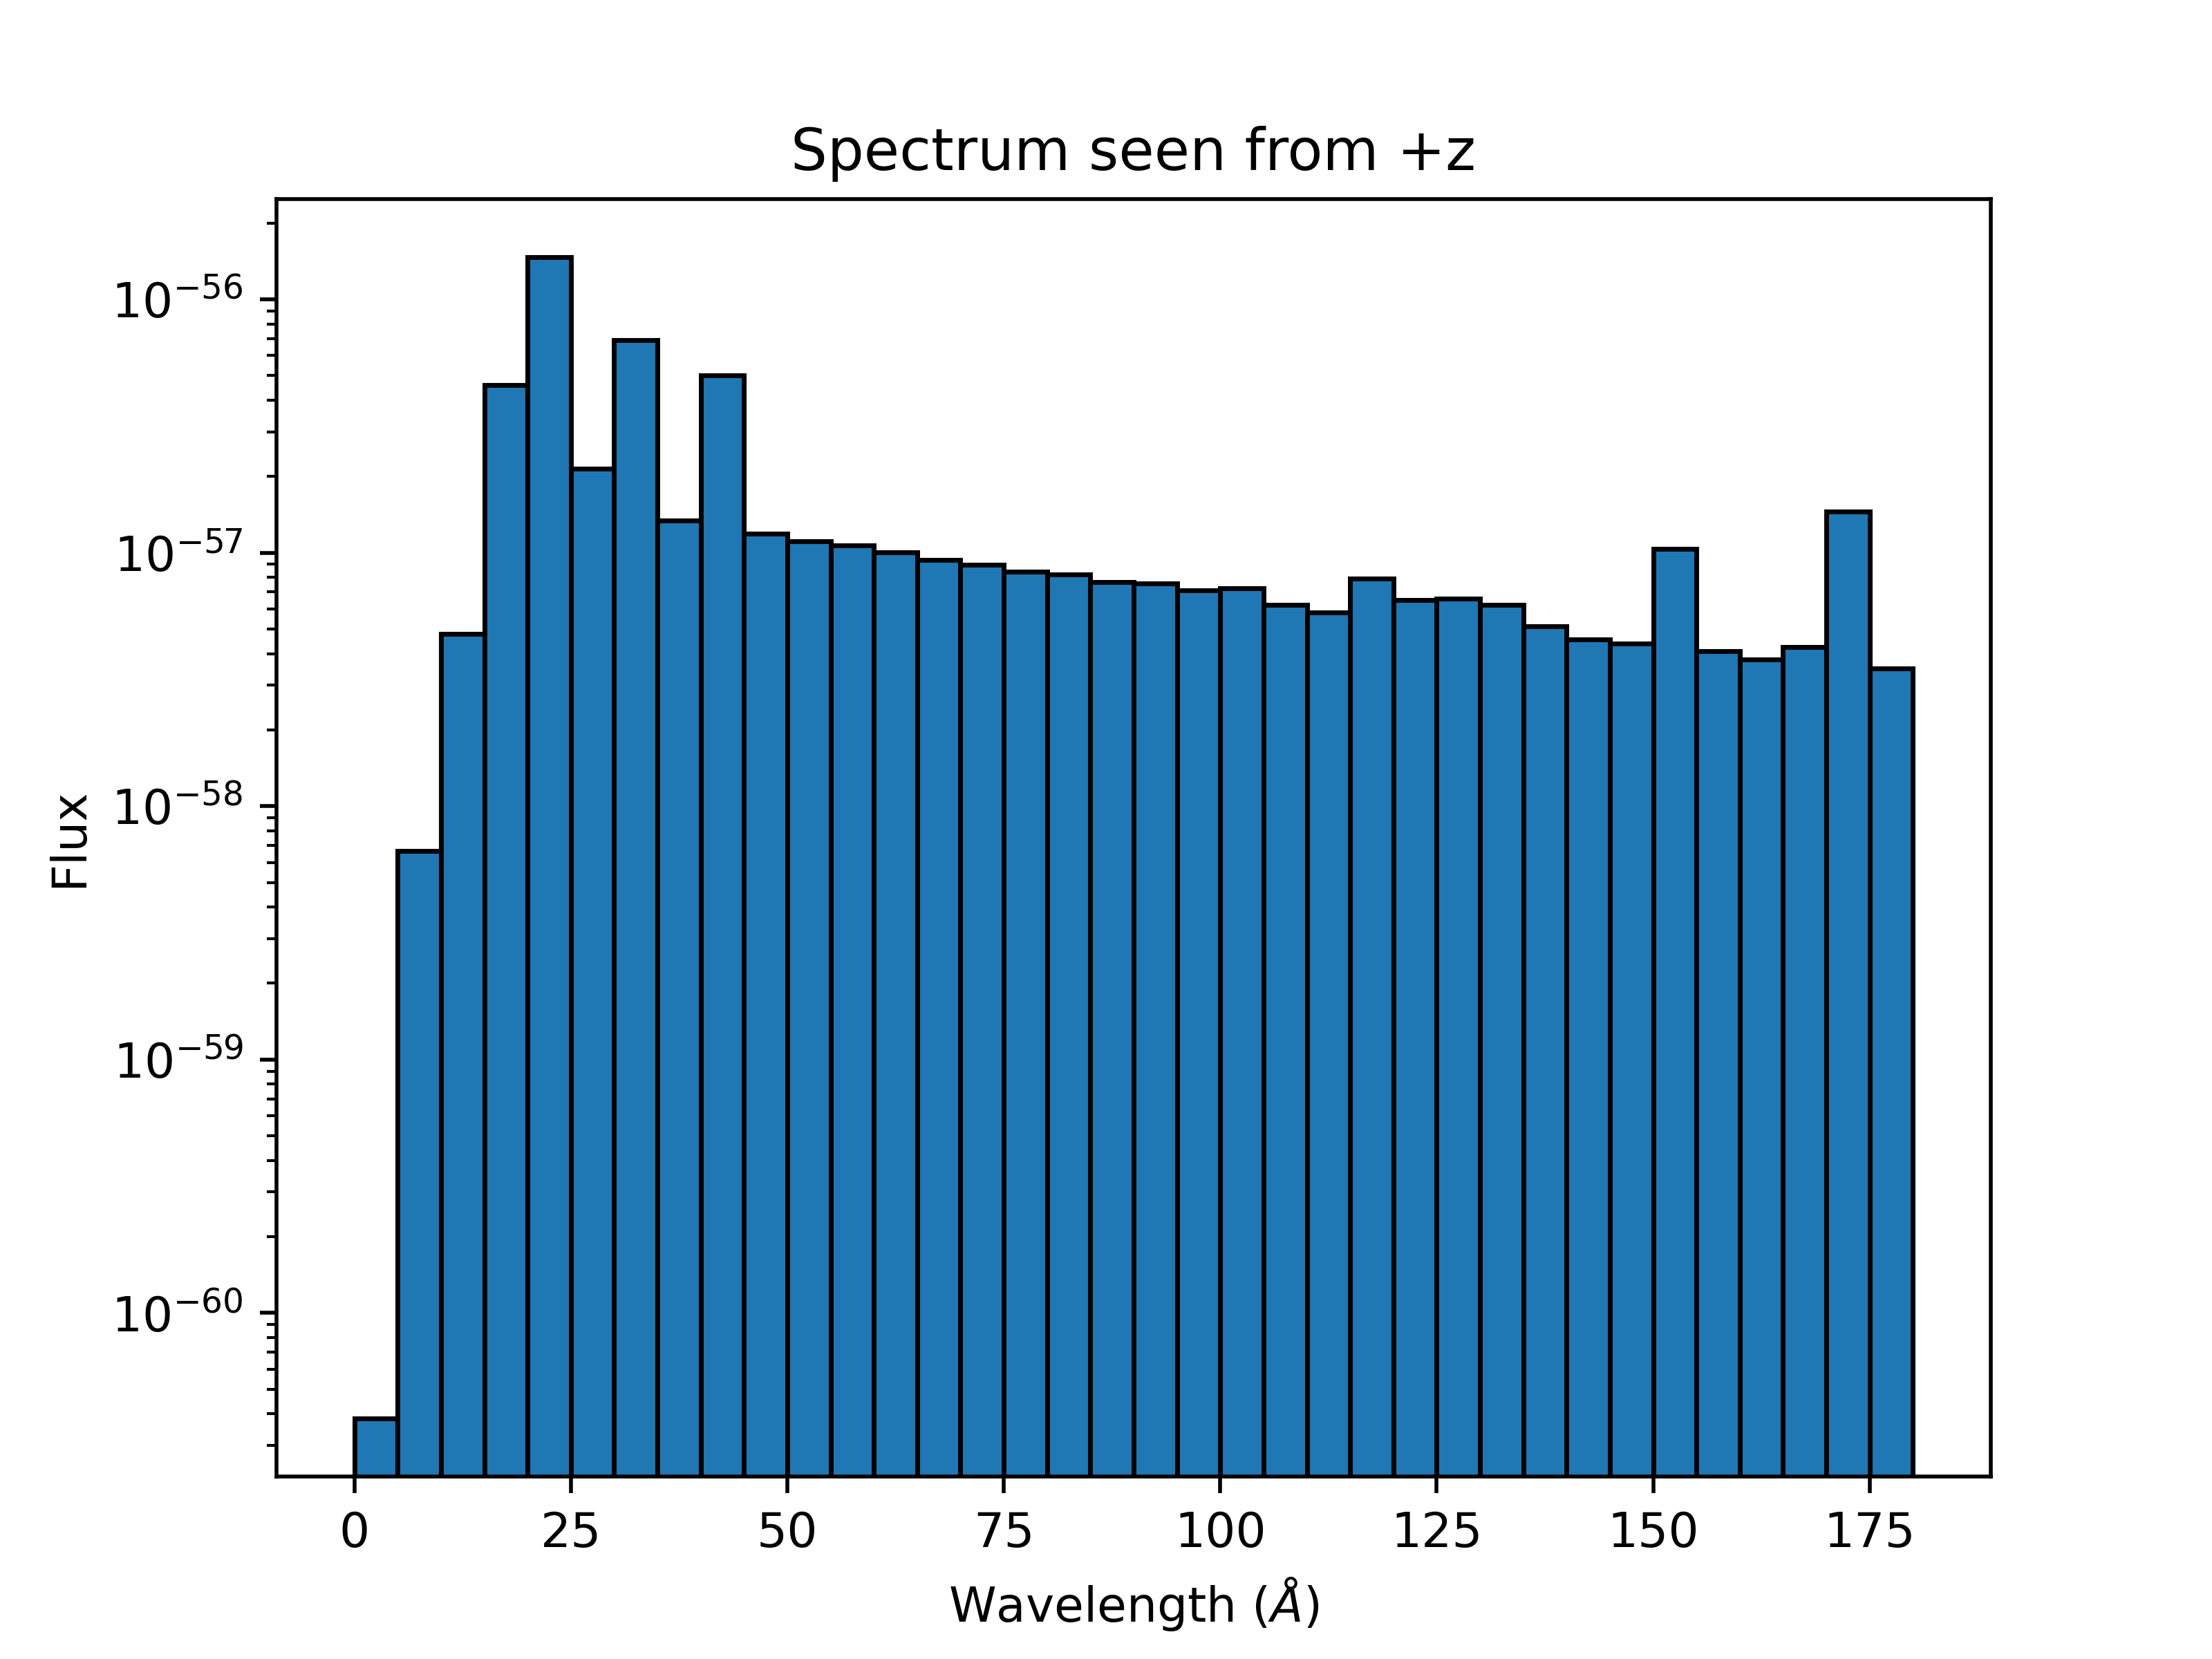 Spectrum seen from +z
10⁻⁵⁶
10⁻⁵⁷
10⁻⁵⁸
10⁻⁵⁹
10⁻⁶⁰
Flux
0 25 50 75 100 125 150 175
Wavelength (Å)